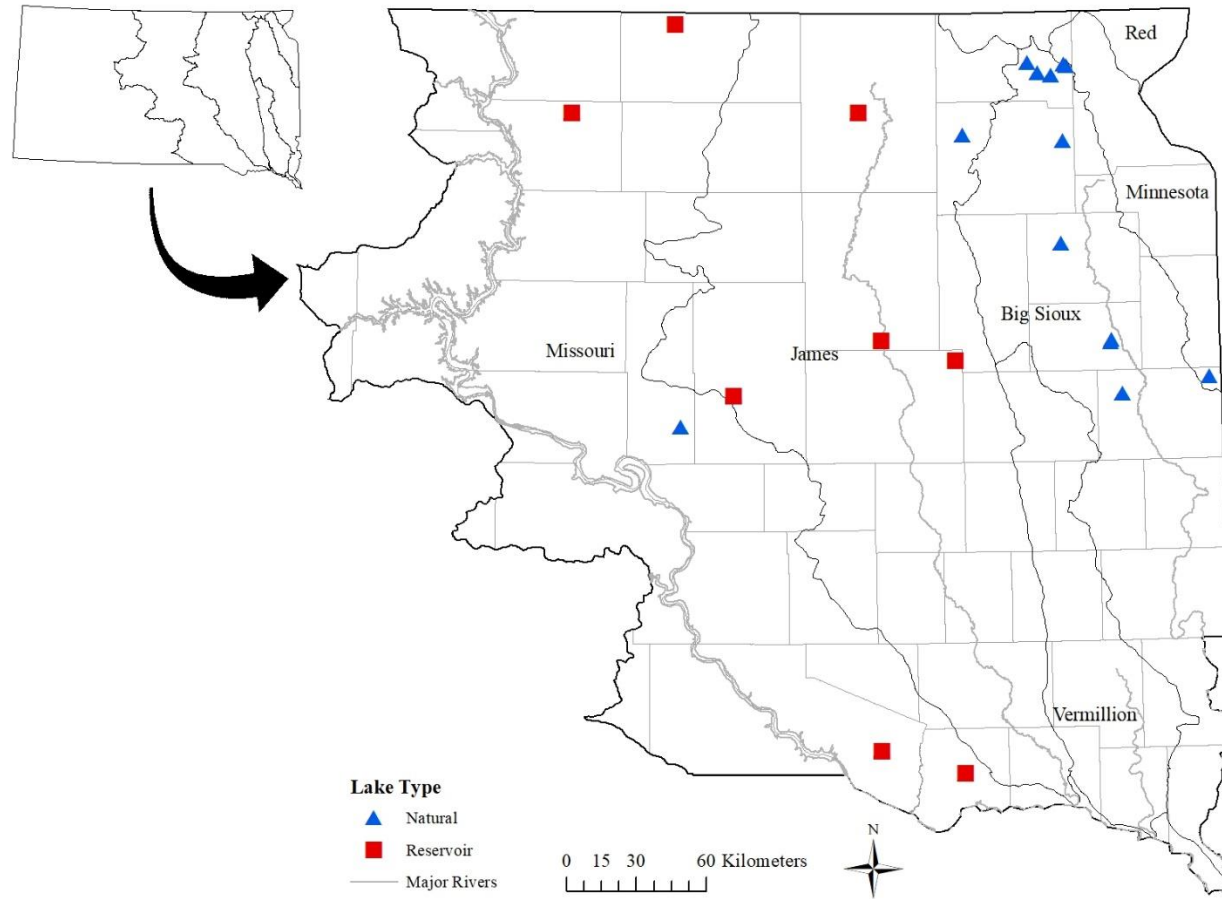 Red
Minnesota
Big Sioux
Missouri
James
Vermillion
Lake Type
Natural
Reservoir
Major Rivers
0 15 30 60 Kilometers
N